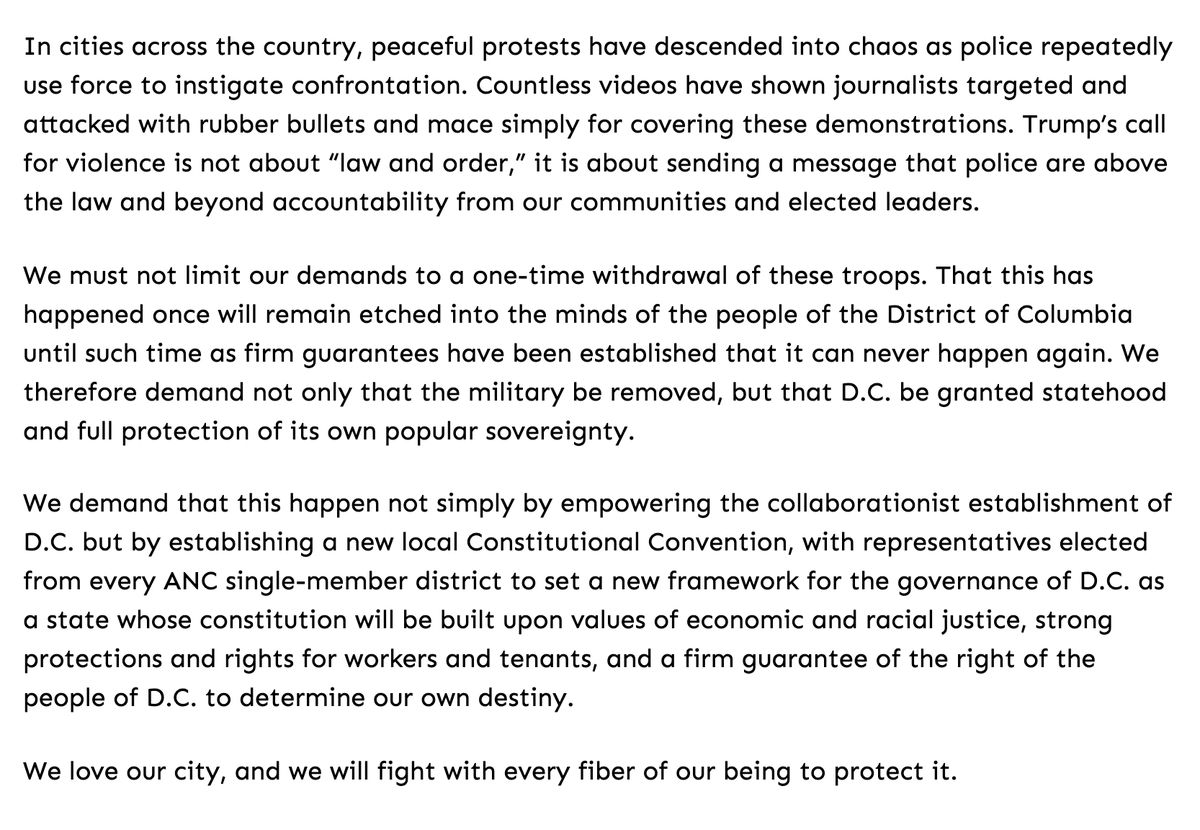 In cities across the country, peaceful protests have descended into chaos as police repeatedly
use force to instigate confrontation. Countless videos have shown journalists targeted and
attacked with rubber bullets and mace simply for covering these demonstrations. Trump’s call
for violence is not about “law and order,” it is about sending a message that police are above
the law and beyond accountability from our communities and elected leaders.
We must not limit our demands to a one-time withdrawal of these troops. That this has
happened once will remain etched into the minds of the people of the District of Columbia
until such time as firm guarantees have been established that it can never happen again. We
therefore demand not only that the military be removed, but that D.C. be granted statehood
and full protection of its own popular sovereignty.
We demand that this happen not simply by empowering the collaborationist establishment of
D.C. but by establishing a new local Constitutional Convention, with representatives elected
from every ANC single-member district to set a new framework for the governance of D.C. as
a state whose constitution will be built upon values of economic and racial justice, strong
protections and rights for workers and tenants, and a firm guarantee of the right of the
people of D.C. to determine our own destiny.
We love our city, and we will fight with every fiber of our being to protect it.